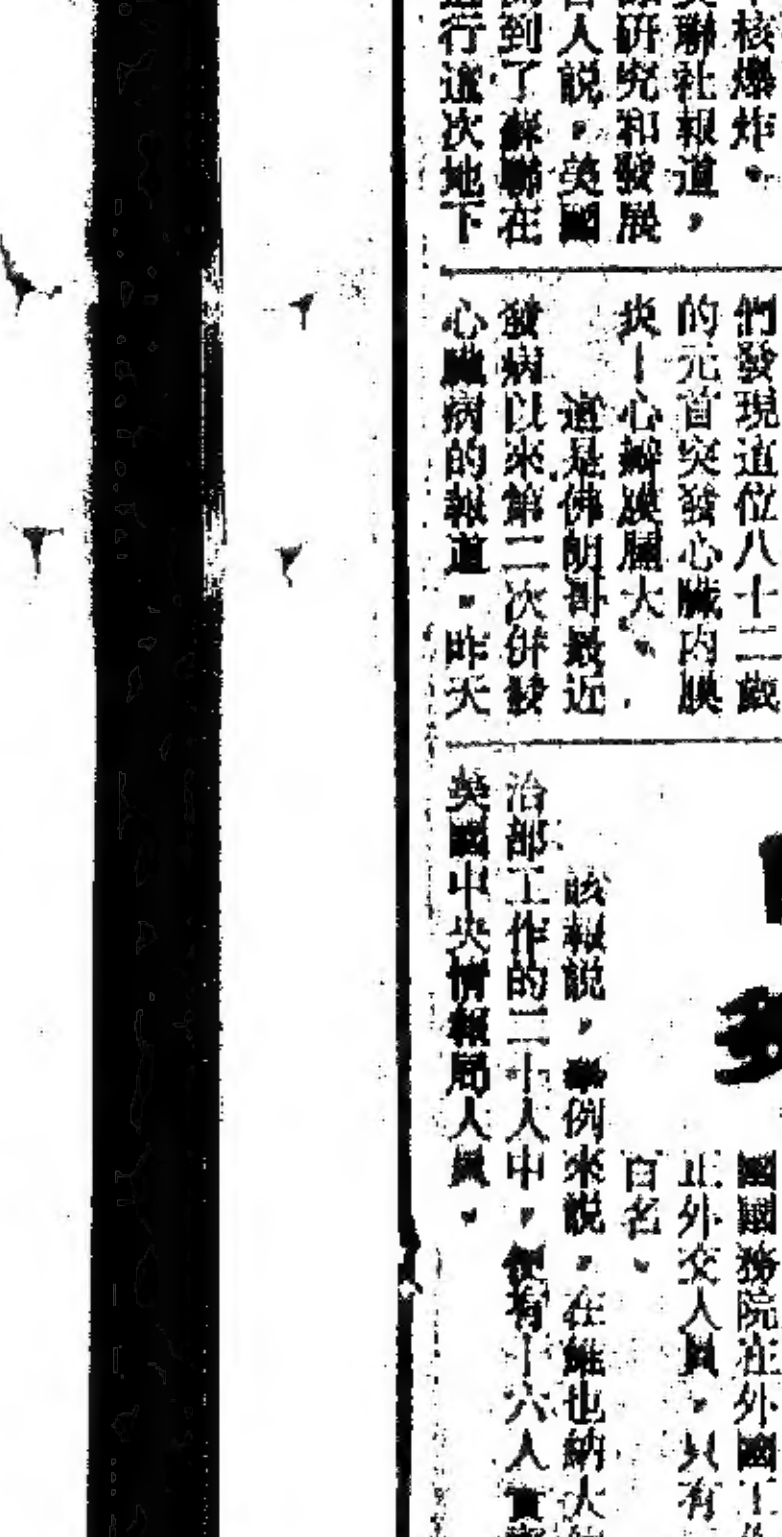 核爆炸。
聯社報道，
研究和發展
人說，美國
到了蘇聯在
行這次地下
們發現這位八十二歲
的元首突發心臟内膜
炎－心瓣膜腫大。
這是佛朗哥最近
發病以來第二次併發
心臟病的報道。昨天
國國務院在外國工
止外交人員，只有
百名。
該報說，舉例來說，在維也納大
治部工作的二十人中，便有十六人實
美國中央情報局人員。
多